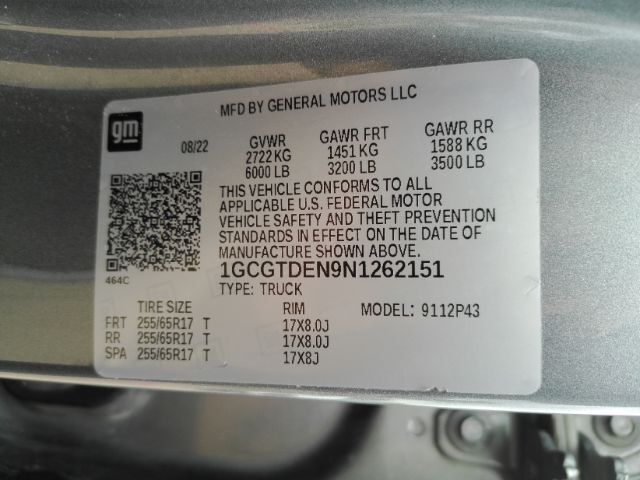 MFD BY GENERAL MOTORS LLC
gm
08/22 GVWR GAWR FRT GAWR RR
2722 KG 1451 KG 1588 KG
6000 LB 3200 LB 3500 LB
THIS VEHICLE CONFORMS TO ALL
APPLICABLE U.S. FEDERAL MOTOR
VEHICLE SAFETY AND THEFT PREVENTION
STANDARDS IN EFFECT ON THE DATE OF
MANUFACTURE SHOWN ABOVE.
464C
1GCGTDEN9N1262151
TYPE: TRUCK
TIRE SIZE RIM MODEL: 9112P43
FRT 255/65R17 T 17X8.0J
RR 255/65R17 T 17X8.0J
SPA 255/65R17 T 17X8J